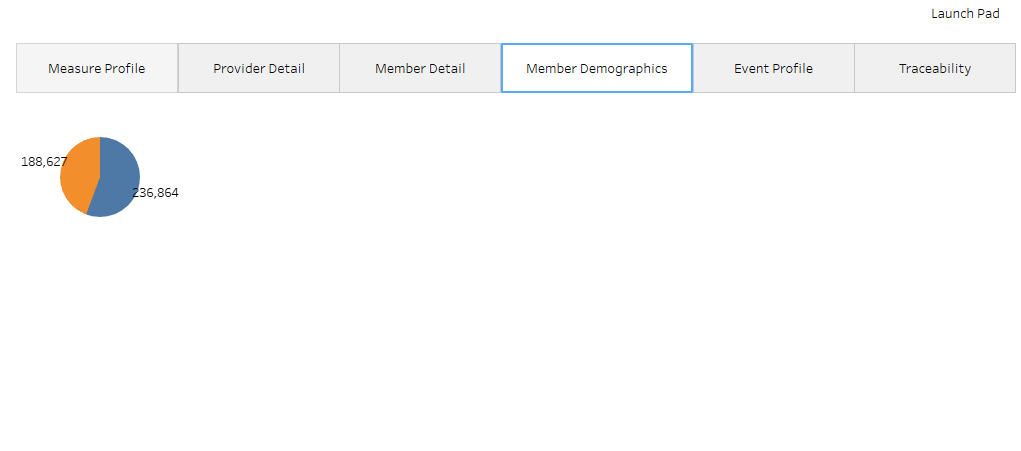 Launch Pad
Measure Profile Provider Detail Member Detail Member Demographics Event Profile Traceability
188,627
236,864